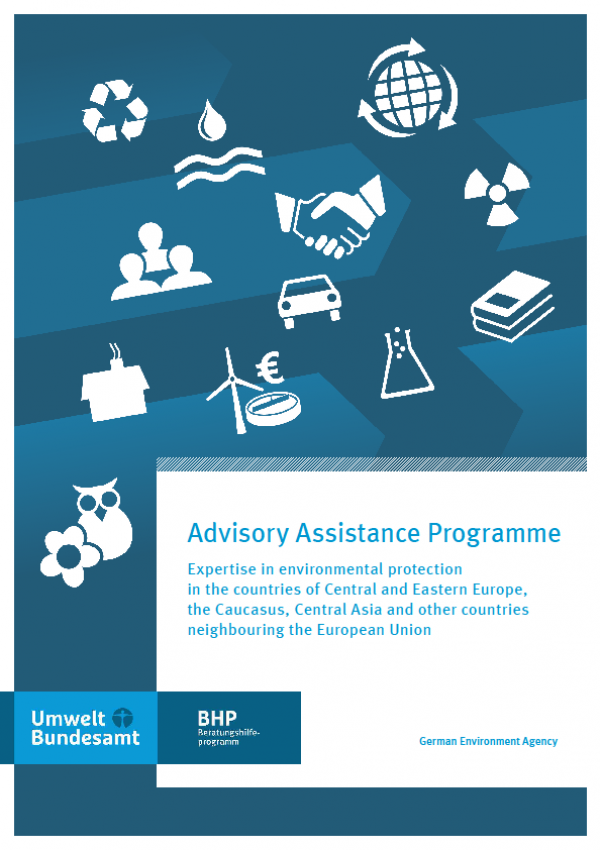 €
Advisory Assistance Programme
Expertise in environmental protection
in the countries of Central and Eastern Europe,
the Caucasus, Central Asia and other countries
neighbouring the European Union
Umwelt
Bundesamt
BHP
Beratungshilfe-
programm
German Environment Agency